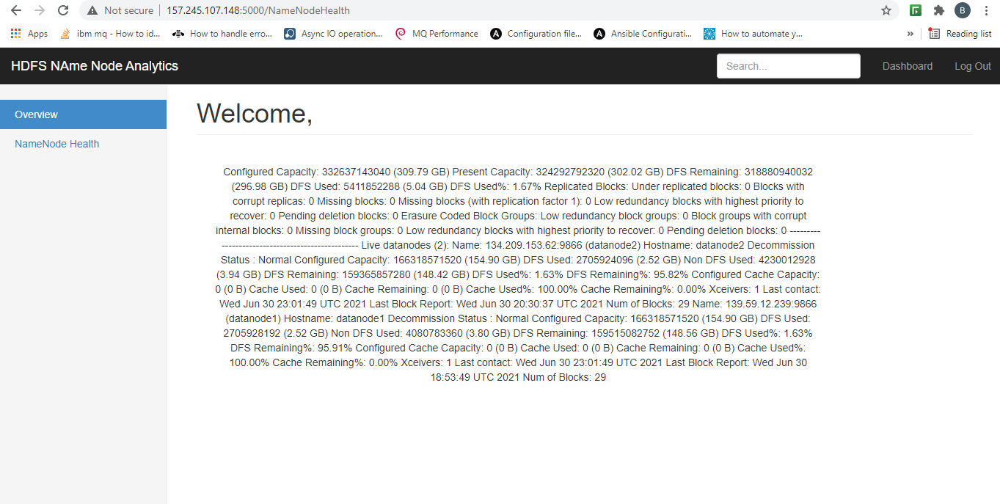 Not secure | 157.245.107.148:5000/NameNodeHealth
B
Apps ibm mq - How to id... How to handle erro... Async IO operation... MQ Performance Configuration file... Ansible Configurati... How to automate y... » Reading list
HDFS NAme Node Analytics Search... Dashboard Log Out
Overview
NameNode Health
Welcome,
Configured Capacity: 332637143040 (309.79 GB) Present Capacity: 324292792320 (302.02 GB) DFS Remaining: 318880940032
(296.98 GB) DFS Used: 5411852288 (5.04 GB) DFS Used%: 1.67% Replicated Blocks: Under replicated blocks: 0 Blocks with
corrupt replicas: 0 Missing blocks: 0 Missing blocks (with replication factor 1): 0 Low redundancy blocks with highest priority to
recover: 0 Pending deletion blocks: 0 Erasure Coded Block Groups: Low redundancy block groups: 0 Block groups with corrupt
internal blocks: 0 Missing block groups: 0 Low redundancy blocks with highest priority to recover: 0 Pending deletion blocks: 0 ---------
---------------------------------------- Live datanodes (2): Name: 134.209.153.62:9866 (datanode2) Hostname: datanode2 Decommission
Status : Normal Configured Capacity: 166318571520 (154.90 GB) DFS Used: 2705924096 (2.52 GB) Non DFS Used: 4230012928
(3.94 GB) DFS Remaining: 159365857280 (148.42 GB) DFS Used%: 1.63% DFS Remaining%: 95.82% Configured Cache Capacity:
0 (0 B) Cache Used: 0 (0 B) Cache Remaining: 0 (0 B) Cache Used%: 100.00% Cache Remaining%: 0.00% Xceivers: 1 Last contact:
Wed Jun 30 23:01:49 UTC 2021 Last Block Report: Wed Jun 30 20:30:37 UTC 2021 Num of Blocks: 29 Name: 139.59.12.239:9866
(datanode1) Hostname: datanode1 Decommission Status : Normal Configured Capacity: 166318571520 (154.90 GB) DFS Used:
2705928192 (2.52 GB) Non DFS Used: 4080783360 (3.80 GB) DFS Remaining: 159515082752 (148.56 GB) DFS Used%: 1.63%
DFS Remaining%: 95.91% Configured Cache Capacity: 0 (0 B) Cache Used: 0 (0 B) Cache Remaining: 0 (0 B) Cache Used%:
100.00% Cache Remaining%: 0.00% Xceivers: 1 Last contact: Wed Jun 30 23:01:49 UTC 2021 Last Block Report: Wed Jun 30
18:53:49 UTC 2021 Num of Blocks: 29